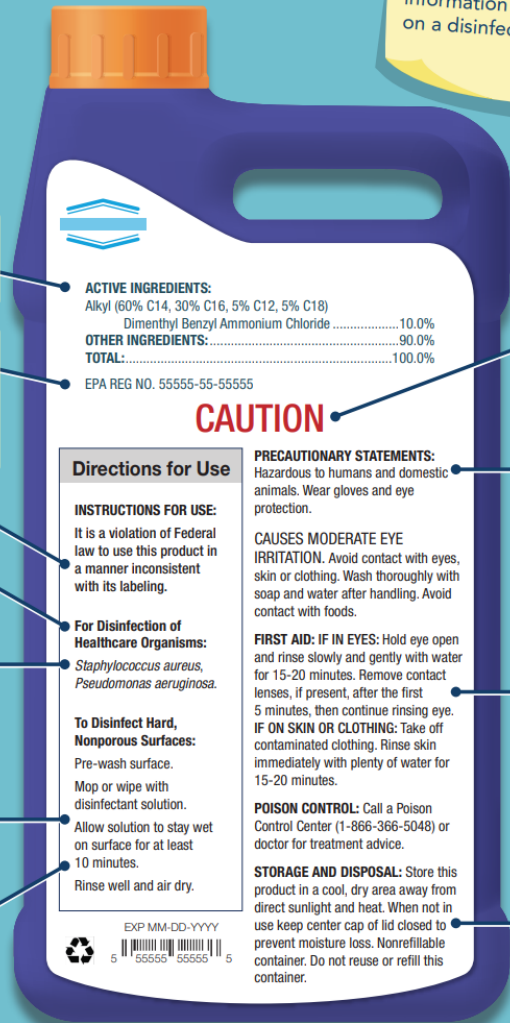 information
on a disinfec
ACTIVE INGREDIENTS:
Alkyl (60% C14, 30% C16, 5% C12, 5% C18)
Dimenthyl Benzyl Ammonium Chloride ...................10.0%
OTHER INGREDIENTS:.......................................................90.0%
TOTAL:..............................................................................100.0%
EPA REG NO. 55555-55-55555
CAUTION
Directions for Use
INSTRUCTIONS FOR USE:
It is a violation of Federal
law to use this product in
a manner inconsistent
with its labeling.
For Disinfection of
Healthcare Organisms:
Staphylococcus aureus,
Pseudomonas aeruginosa.
To Disinfect Hard,
Nonporous Surfaces:
Pre-wash surface.
Mop or wipe with
disinfectant solution.
Allow solution to stay wet
on surface for at least
10 minutes.
Rinse well and air dry.
PRECAUTIONARY STATEMENTS:
Hazardous to humans and domestic
animals. Wear gloves and eye
protection.
CAUSES MODERATE EYE
IRRITATION. Avoid contact with eyes,
skin or clothing. Wash thoroughly with
soap and water after handling. Avoid
contact with foods.
FIRST AID: IF IN EYES: Hold eye open
and rinse slowly and gently with water
for 15-20 minutes. Remove contact
lenses, if present, after the first
5 minutes, then continue rinsing eye.
IF ON SKIN OR CLOTHING: Take off
contaminated clothing. Rinse skin
immediately with plenty of water for
15-20 minutes.
POISON CONTROL: Call a Poison
Control Center (1-866-366-5048) or
doctor for treatment advice.
STORAGE AND DISPOSAL: Store this
product in a cool, dry area away from
direct sunlight and heat. When not in
use keep center cap of lid closed to
prevent moisture loss. Nonrefillable
container. Do not reuse or refill this
container.
EXP MM-DD-YYYY
5 55555 55555 5